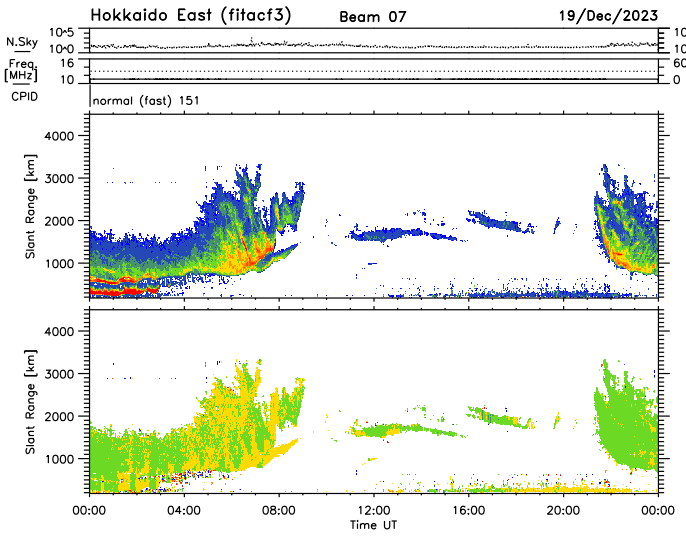 Hokkaido East (fitacf3) Beam 07 19/Dec/2023
N.Sky 10^5 10^0 10 10
Freq. [MHz] 16 10 60 0
CPID normal (fast) 151
Slant Range [km] 4000 3000 2000 1000
Slant Range [km] 4000 3000 2000 1000
00:00 04:00 08:00 12:00 16:00 20:00 00:00
Time UT